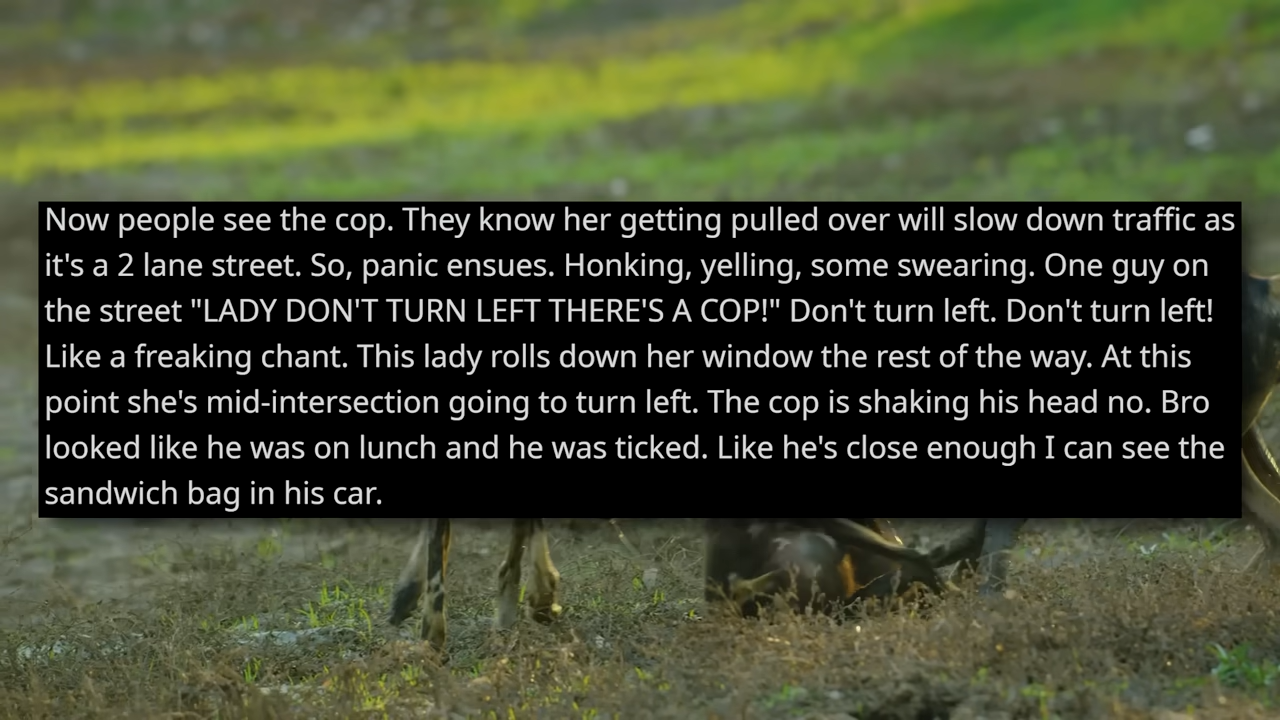 Now people see the cop. They know her getting pulled over will slow down traffic as
it's a 2 lane street. So, panic ensues. Honking, yelling, some swearing. One guy on
the street "LADY DON'T TURN LEFT THERE'S A COP!" Don't turn left. Don't turn left!
Like a freaking chant. This lady rolls down her window the rest of the way. At this
point she's mid-intersection going to turn left. The cop is shaking his head no. Bro
looked like he was on lunch and he was ticked. Like he's close enough I can see the
sandwich bag in his car.